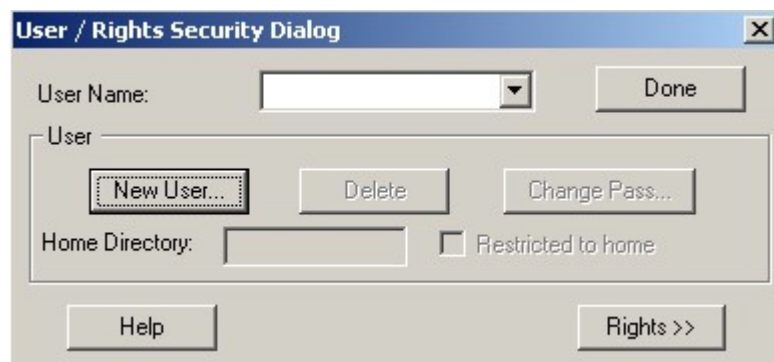 User / Rights Security Dialog
User Name:
Done
User
New User...
Delete
Change Pass...
Home Directory:
Restricted to home
Help
Rights >>